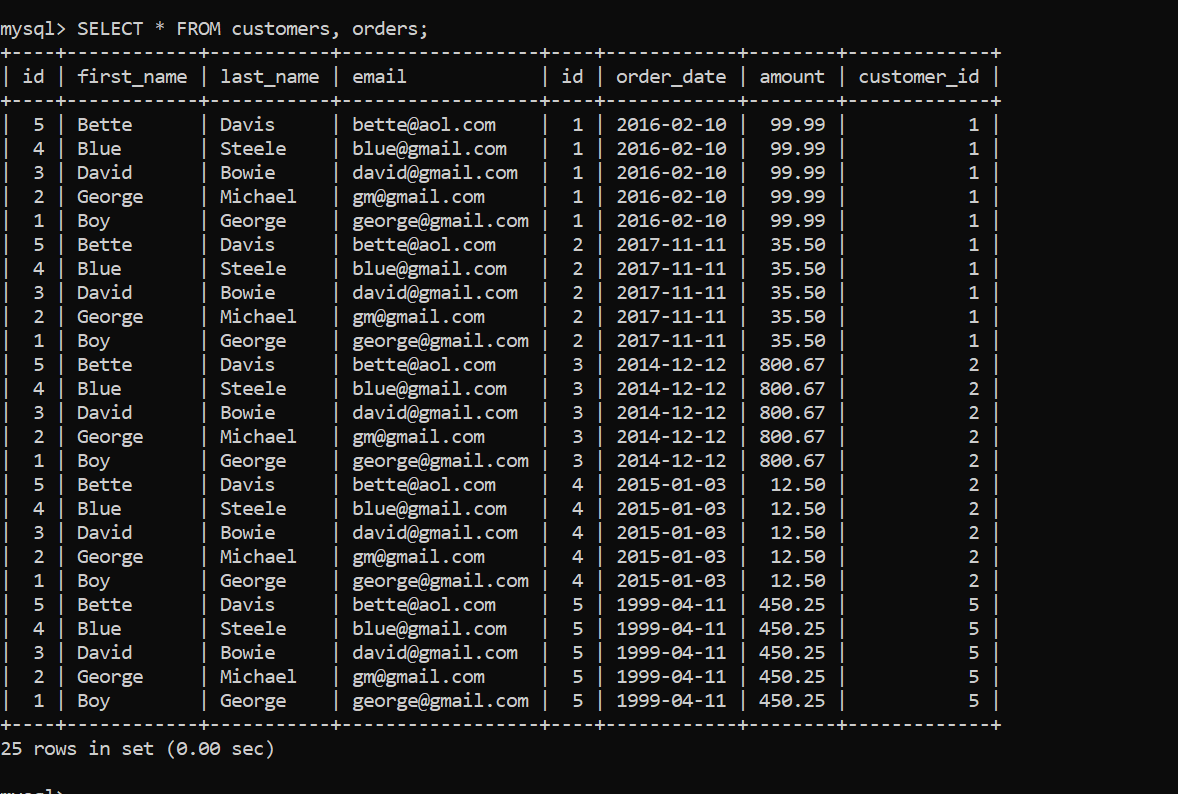 mysql> SELECT * FROM customers, orders;
+----+------------+-----------+------------------+----+------------+--------+-------------+
| id | first_name | last_name | email            | id | order_date | amount | customer_id |
+----+------------+-----------+------------------+----+------------+--------+-------------+
|  5 | Bette      | Davis     | bette@aol.com    |  1 | 2016-02-10 |  99.99 |           1 |
|  4 | Blue       | Steele    | blue@gmail.com   |  1 | 2016-02-10 |  99.99 |           1 |
|  3 | David      | Bowie     | david@gmail.com  |  1 | 2016-02-10 |  99.99 |           1 |
|  2 | George     | Michael   | gm@gmail.com     |  1 | 2016-02-10 |  99.99 |           1 |
|  1 | Boy        | George    | george@gmail.com |  1 | 2016-02-10 |  99.99 |           1 |
|  5 | Bette      | Davis     | bette@aol.com    |  2 | 2017-11-11 |  35.50 |           1 |
|  4 | Blue       | Steele    | blue@gmail.com   |  2 | 2017-11-11 |  35.50 |           1 |
|  3 | David      | Bowie     | david@gmail.com  |  2 | 2017-11-11 |  35.50 |           1 |
|  2 | George     | Michael   | gm@gmail.com     |  2 | 2017-11-11 |  35.50 |           1 |
|  1 | Boy        | George    | george@gmail.com |  2 | 2017-11-11 |  35.50 |           1 |
|  5 | Bette      | Davis     | bette@aol.com    |  3 | 2014-12-12 | 800.67 |           2 |
|  4 | Blue       | Steele    | blue@gmail.com   |  3 | 2014-12-12 | 800.67 |           2 |
|  3 | David      | Bowie     | david@gmail.com  |  3 | 2014-12-12 | 800.67 |           2 |
|  2 | George     | Michael   | gm@gmail.com     |  3 | 2014-12-12 | 800.67 |           2 |
|  1 | Boy        | George    | george@gmail.com |  3 | 2014-12-12 | 800.67 |           2 |
|  5 | Bette      | Davis     | bette@aol.com    |  4 | 2015-01-03 |  12.50 |           2 |
|  4 | Blue       | Steele    | blue@gmail.com   |  4 | 2015-01-03 |  12.50 |           2 |
|  3 | David      | Bowie     | david@gmail.com  |  4 | 2015-01-03 |  12.50 |           2 |
|  2 | George     | Michael   | gm@gmail.com     |  4 | 2015-01-03 |  12.50 |           2 |
|  1 | Boy        | George    | george@gmail.com |  4 | 2015-01-03 |  12.50 |           2 |
|  5 | Bette      | Davis     | bette@aol.com    |  5 | 1999-04-11 | 450.25 |           5 |
|  4 | Blue       | Steele    | blue@gmail.com   |  5 | 1999-04-11 | 450.25 |           5 |
|  3 | David      | Bowie     | david@gmail.com  |  5 | 1999-04-11 | 450.25 |           5 |
|  2 | George     | Michael   | gm@gmail.com     |  5 | 1999-04-11 | 450.25 |           5 |
|  1 | Boy        | George    | george@gmail.com |  5 | 1999-04-11 | 450.25 |           5 |
+----+------------+-----------+------------------+----+------------+--------+-------------+
25 rows in set (0.00 sec)
mysql>